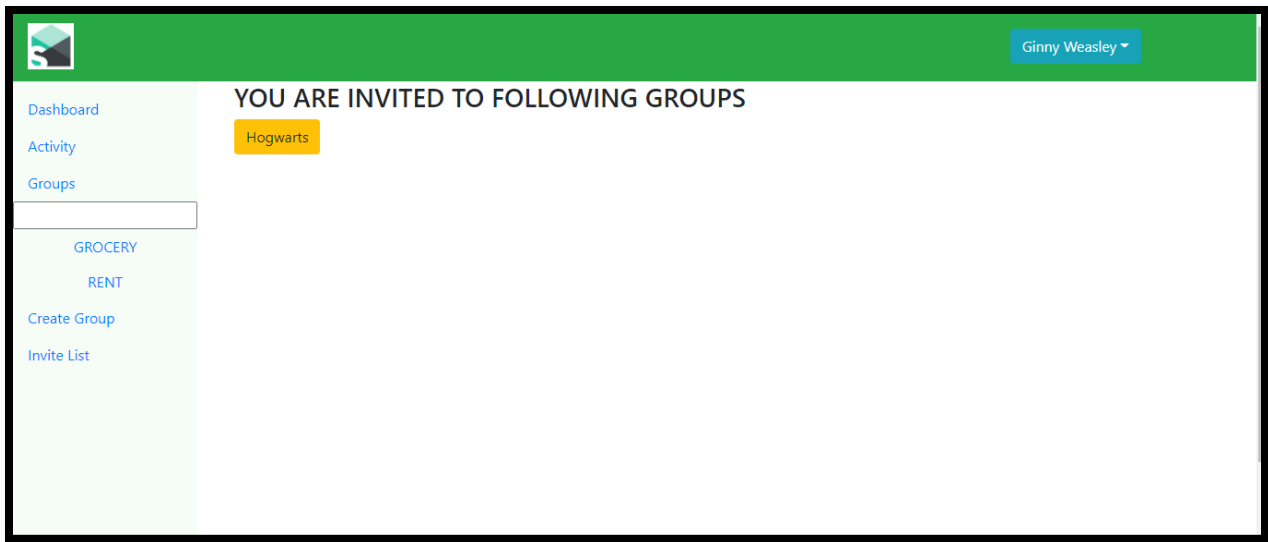 S
Ginny Weasley
Dashboard
Activity
Groups
GROCERY
RENT
Create Group
Invite List
YOU ARE INVITED TO FOLLOWING GROUPS
Hogwarts